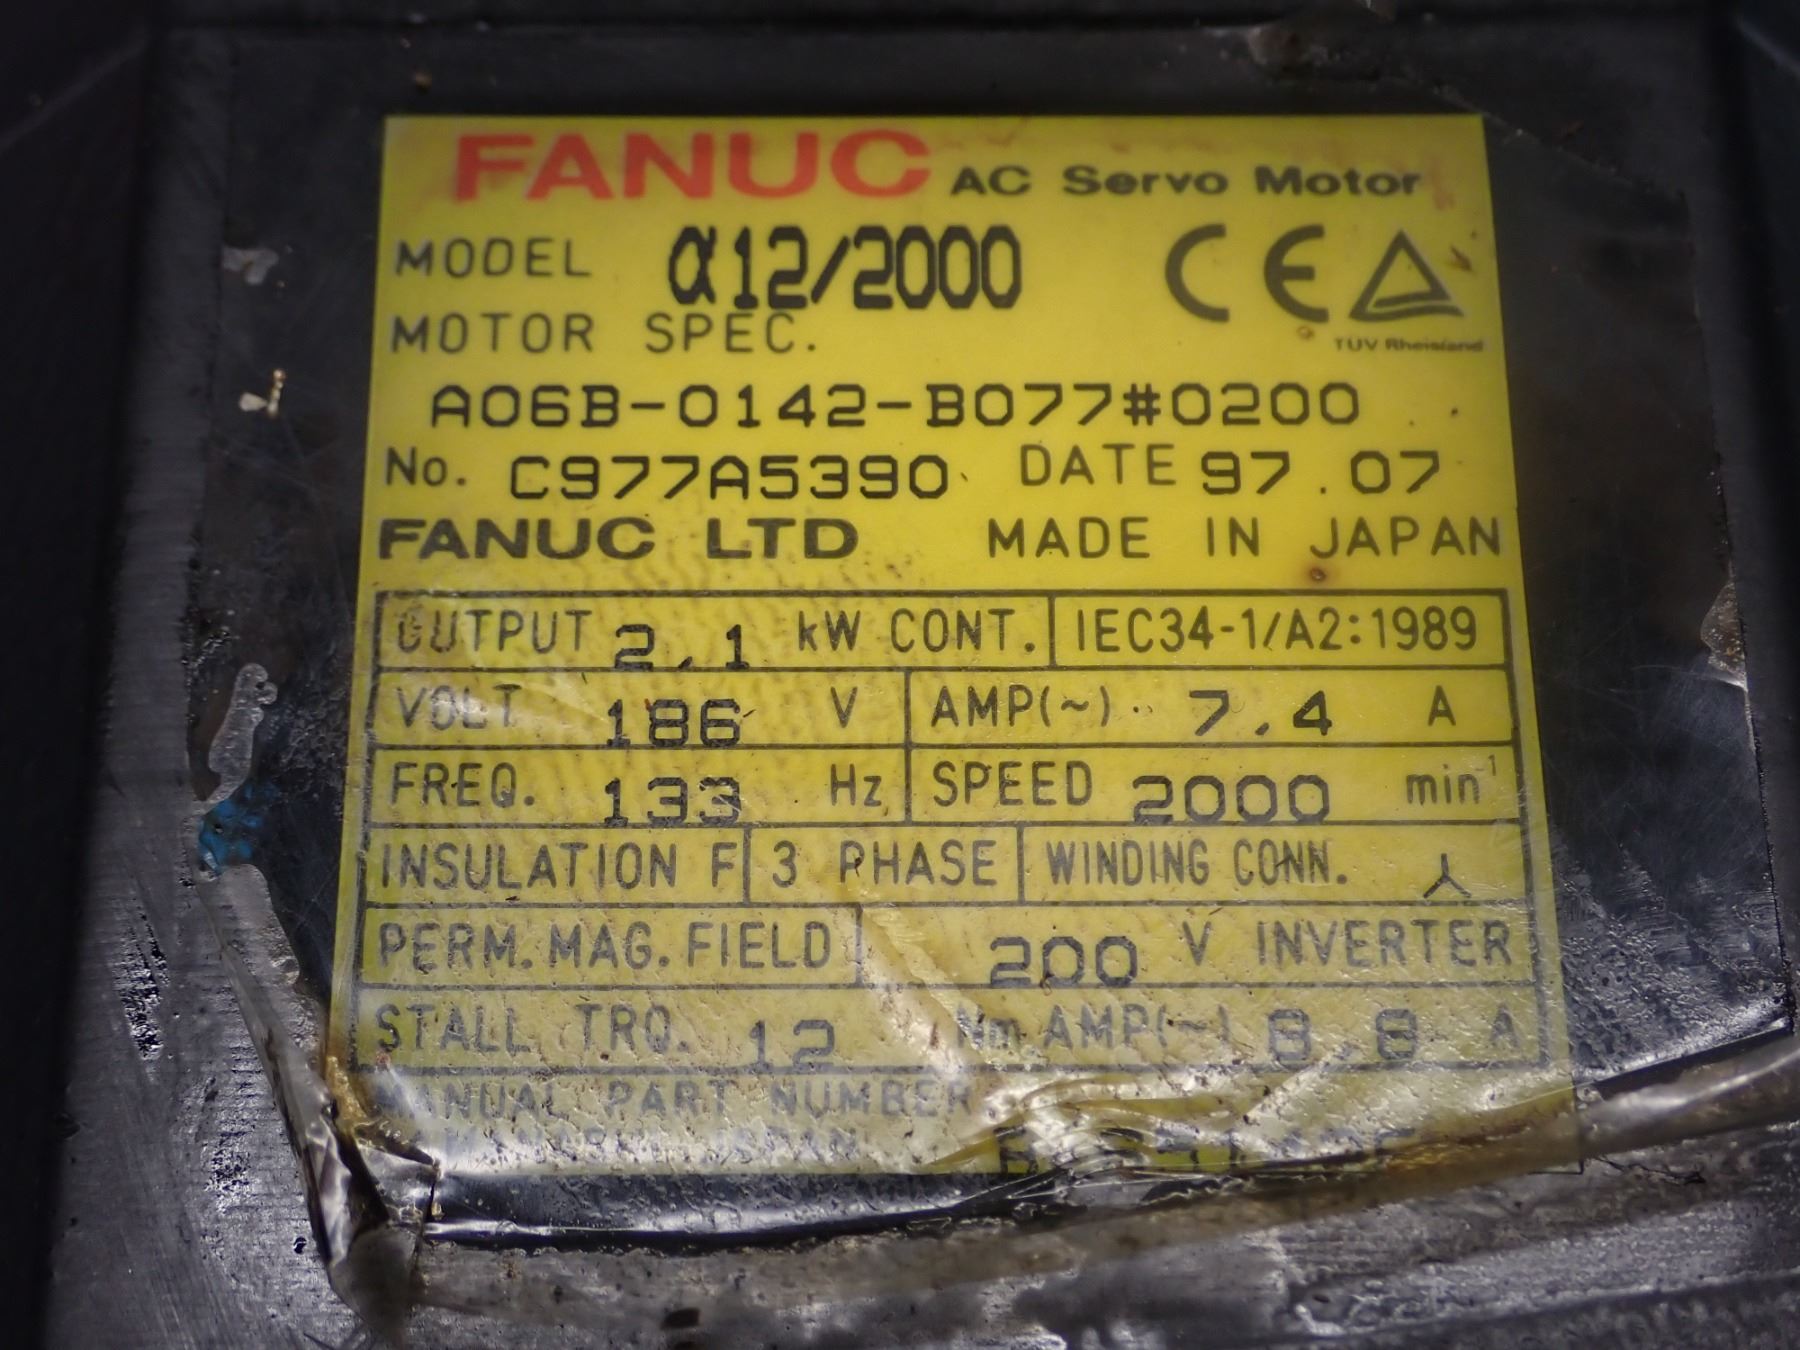 FANUC AC Servo Motor
MODEL α12/2000 CE
TÜV Rheinland
MOTOR SPEC.
A06B-0142-B077#0200
No. C977A5390 DATE 97.07
FANUC LTD MADE IN JAPAN
OUTPUT 2.1 kW CONT. IEC34-1/A2:1989
VOLT 186 V AMP(~) 7.4 A
FREQ. 133 Hz SPEED 2000 min-1
INSULATION F 3 PHASE WINDING CONN.
PERM. MAG. FIELD 200 V INVERTER
STALL TRQ. 12 Nm AMP(~) 8.8 A
MANUAL PART NUMBER